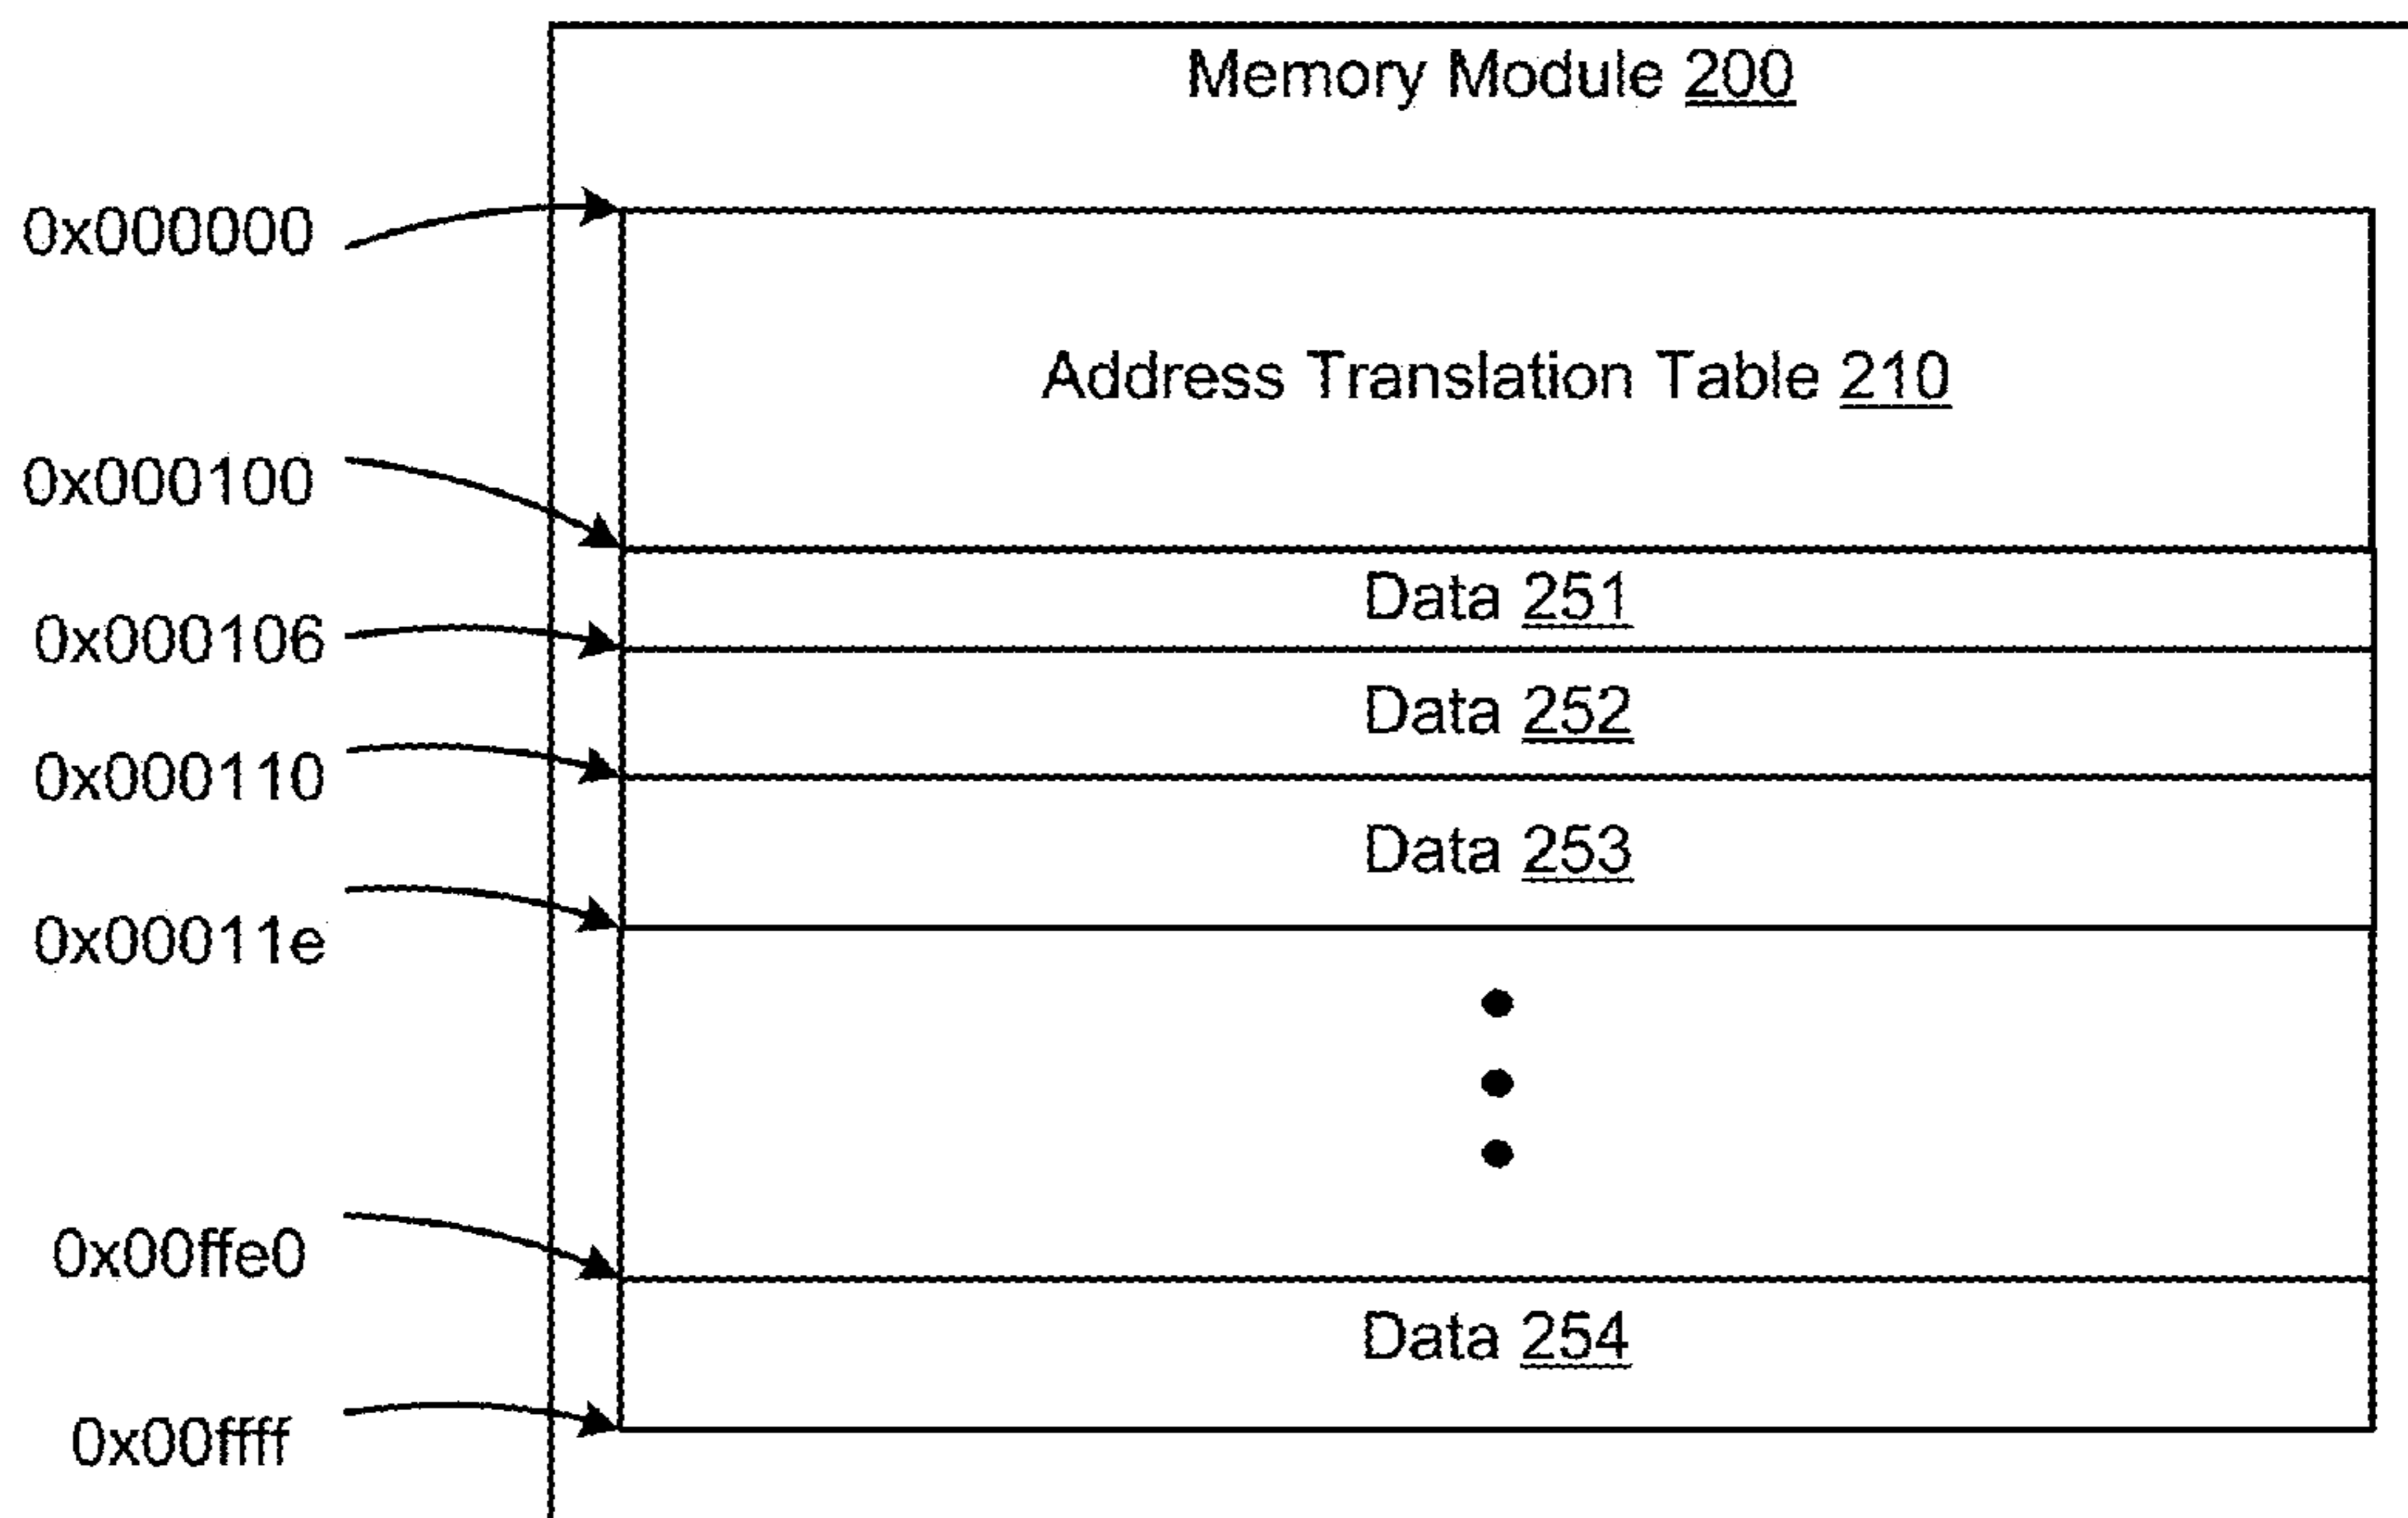 Memory Module 200
0x000000
Address Translation Table 210
0x000100
Data 251
0x000106
Data 252
0x000110
Data 253
0x00011e
0x00ffe0
Data 254
0x00ffff